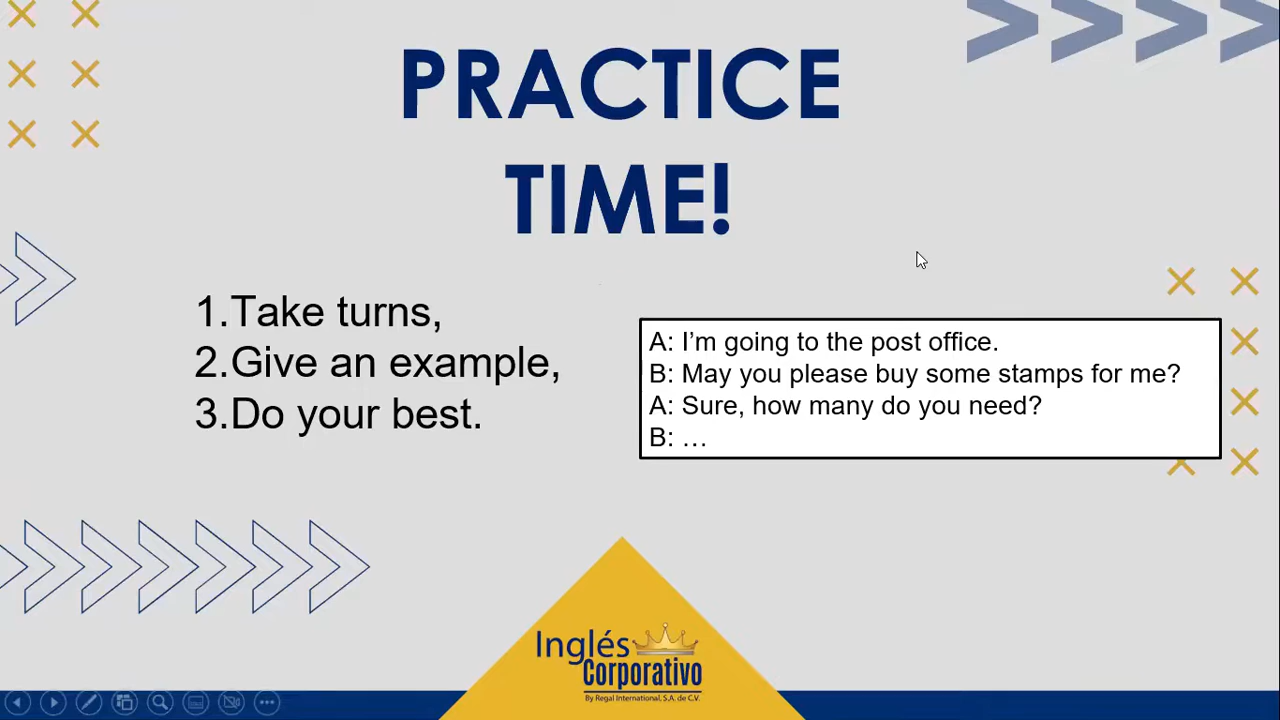 PRACTICE
TIME!
1.Take turns,
2.Give an example,
3.Do your best.
A: I’m going to the post office.
B: May you please buy some stamps for me?
A: Sure, how many do you need?
B: …
Inglés
Corporativo
By Regal International, S.A. de C.V.